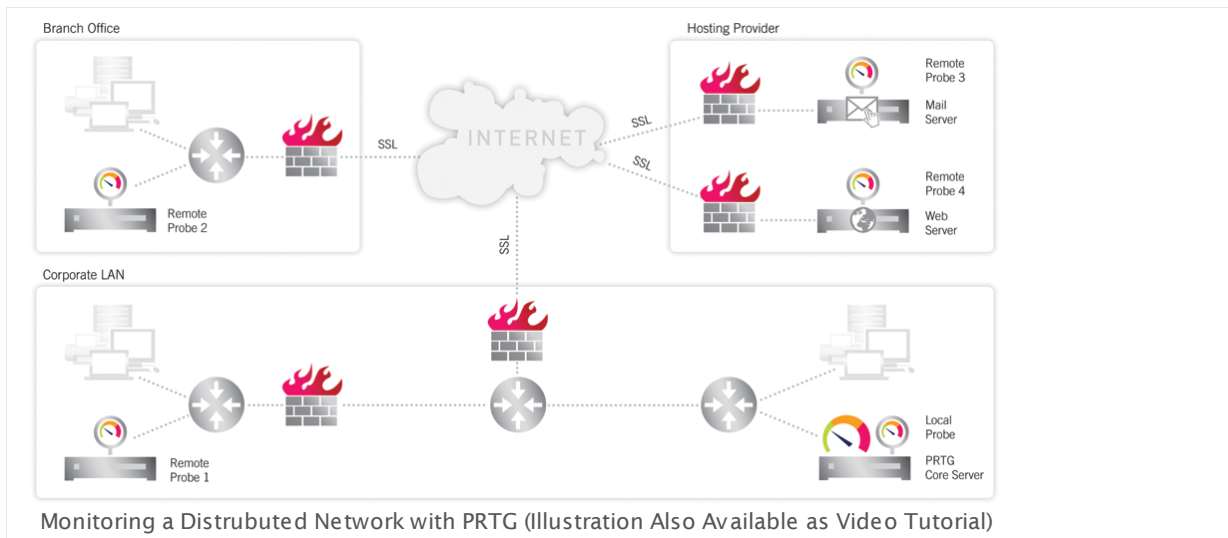 Branch Office
Hosting Provider
Remote
Probe 3
Mail
Server
SSL
INTERNET
SSL
SSL
Remote
Probe 4
Web
Server
Remote
Probe 2
SSL
Corporate LAN
Remote
Probe 1
Local
Probe
PRTG
Core Server
Monitoring a Distrubuted Network with PRTG (Illustration Also Available as Video Tutorial)